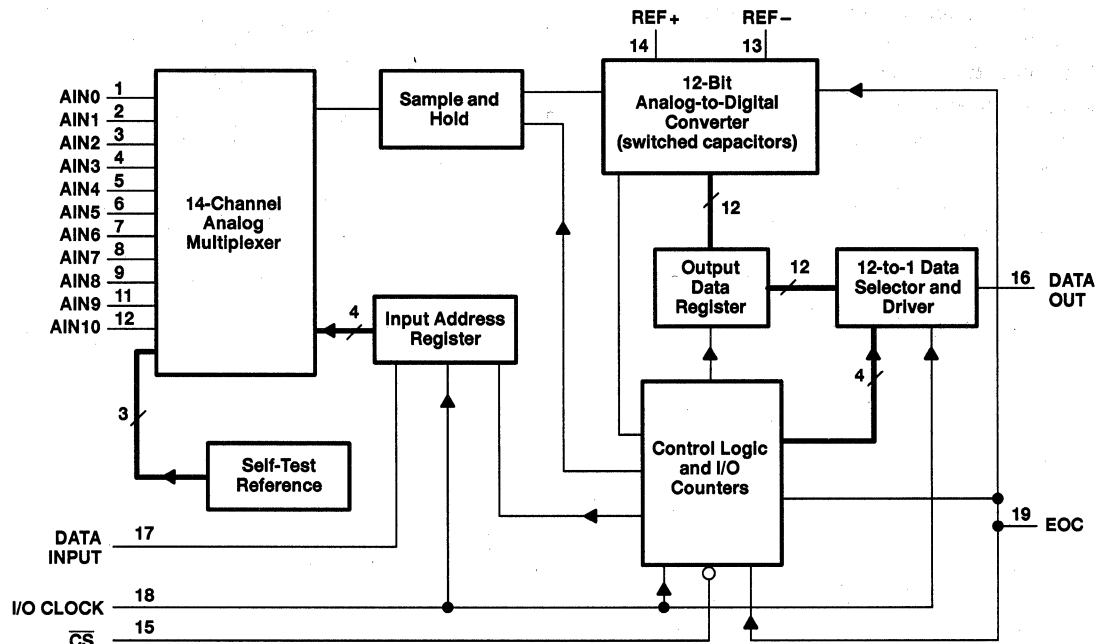 REF+
REF−
14
13
12-Bit
Analog-to-Digital
Converter
(switched capacitors)
Sample and
Hold
AIN0 1
AIN1 2
AIN2 3
AIN3 4
AIN4 5
AIN5 6
AIN6 7
AIN7 8
AIN8 9
AIN9 11
AIN10 12
14-Channel
Analog
Multiplexer
12
Output
Data
Register
12
12-to-1 Data
Selector and
Driver
16
DATA
OUT
4
Input Address
Register
4
3
Self-Test
Reference
Control Logic
and I/O
Counters
19
EOC
DATA
INPUT
17
I/O CLOCK
18
CS
15